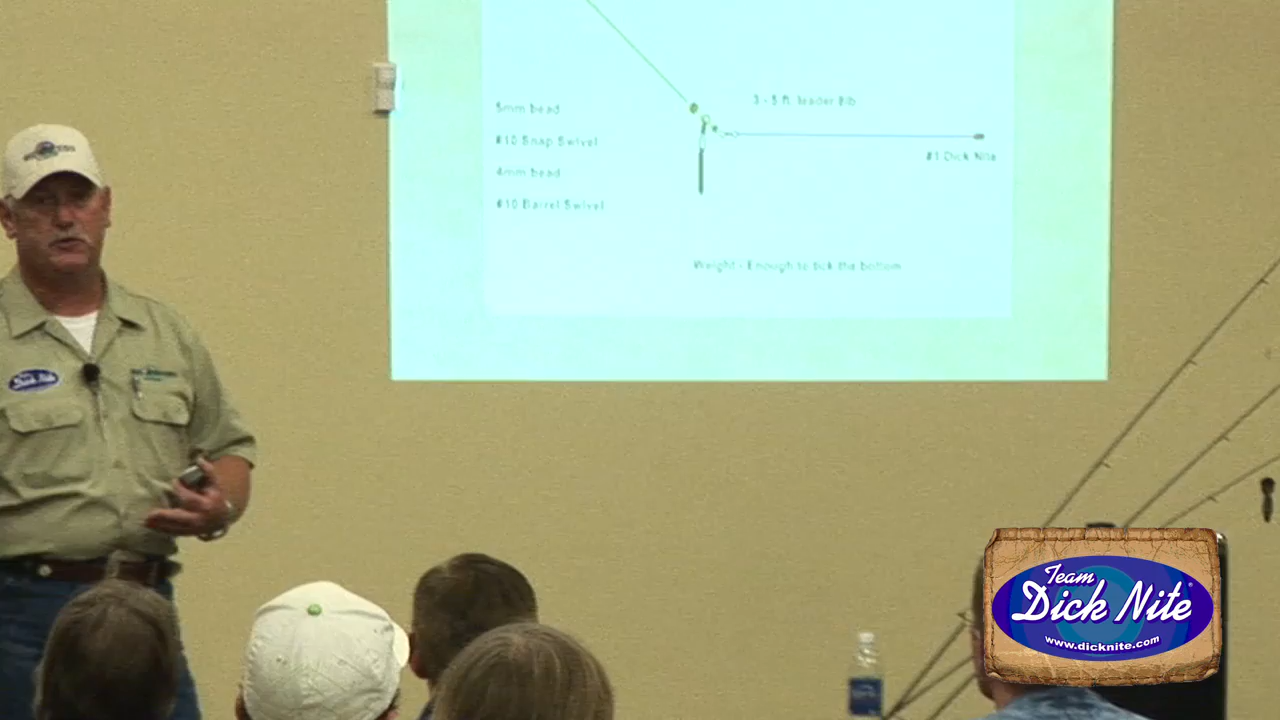 5mm bead
3 - 5 ft. leader 8lb
#10 Snap Swivel
#1 Dick Nite
4mm bead
#10 Barrel Swivel
Weight - Enough to tick the bottom
Dick Nite
Team
Dick Nite
www.dicknite.com